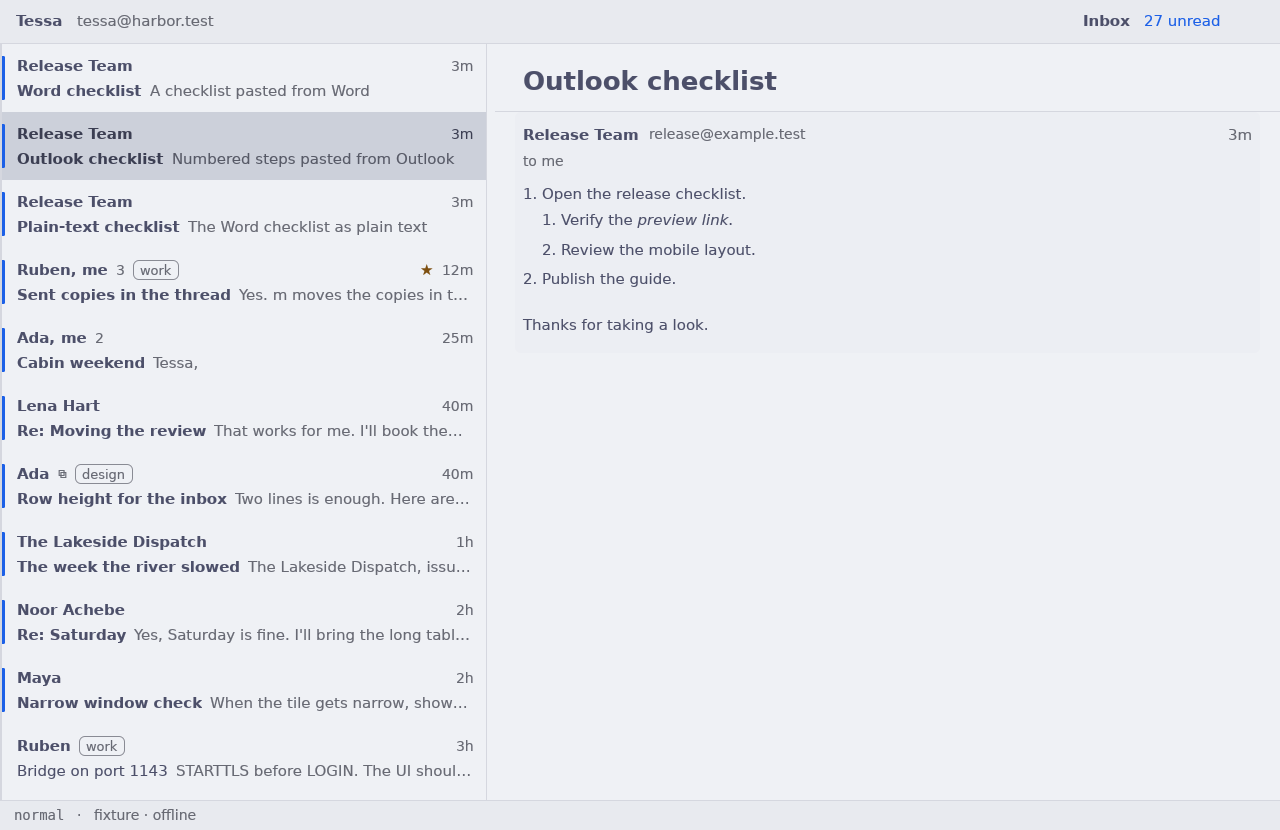 Tessa tessa@harbor.test
Inbox 27 unread
Release Team 3m
Word checklist A checklist pasted from Word
Release Team 3m
Outlook checklist Numbered steps pasted from Outlook
Release Team 3m
Plain-text checklist The Word checklist as plain text
Ruben, me 3 work ★ 12m
Sent copies in the thread Yes. m moves the copies in t…
Ada, me 2 25m
Cabin weekend Tessa,
Lena Hart 40m
Re: Moving the review That works for me. I'll book the…
Ada ⧉ design 40m
Row height for the inbox Two lines is enough. Here are…
The Lakeside Dispatch 1h
The week the river slowed The Lakeside Dispatch, issu…
Noor Achebe 2h
Re: Saturday Yes, Saturday is fine. I'll bring the long tabl…
Maya 2h
Narrow window check When the tile gets narrow, show…
Ruben work 3h
Bridge on port 1143 STARTTLS before LOGIN. The UI shoul…
Outlook checklist
Release Team release@example.test 3m
to me
1. Open the release checklist.
1. Verify the preview link.
2. Review the mobile layout.
2. Publish the guide.
Thanks for taking a look.
normal · fixture · offline